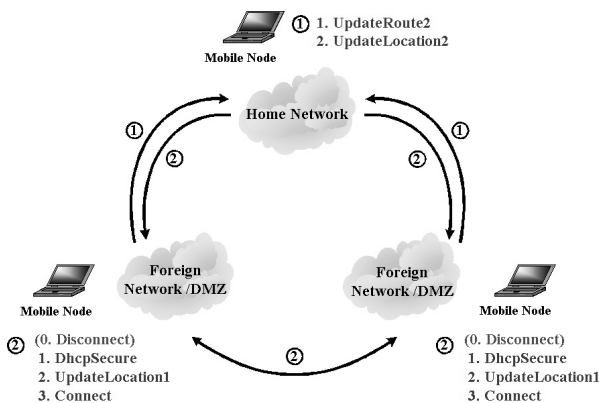 ① 1. UpdateRoute2
2. UpdateLocation2
Mobile Node
Home Network
①
②
①
②
Foreign
Network /DMZ
Foreign
Network /DMZ
Mobile Node
Mobile Node
② (0. Disconnect)
1. DhcpSecure
2. UpdateLocation1
3. Connect
②
② (0. Disconnect)
1. DhcpSecure
2. UpdateLocation1
3. Connect